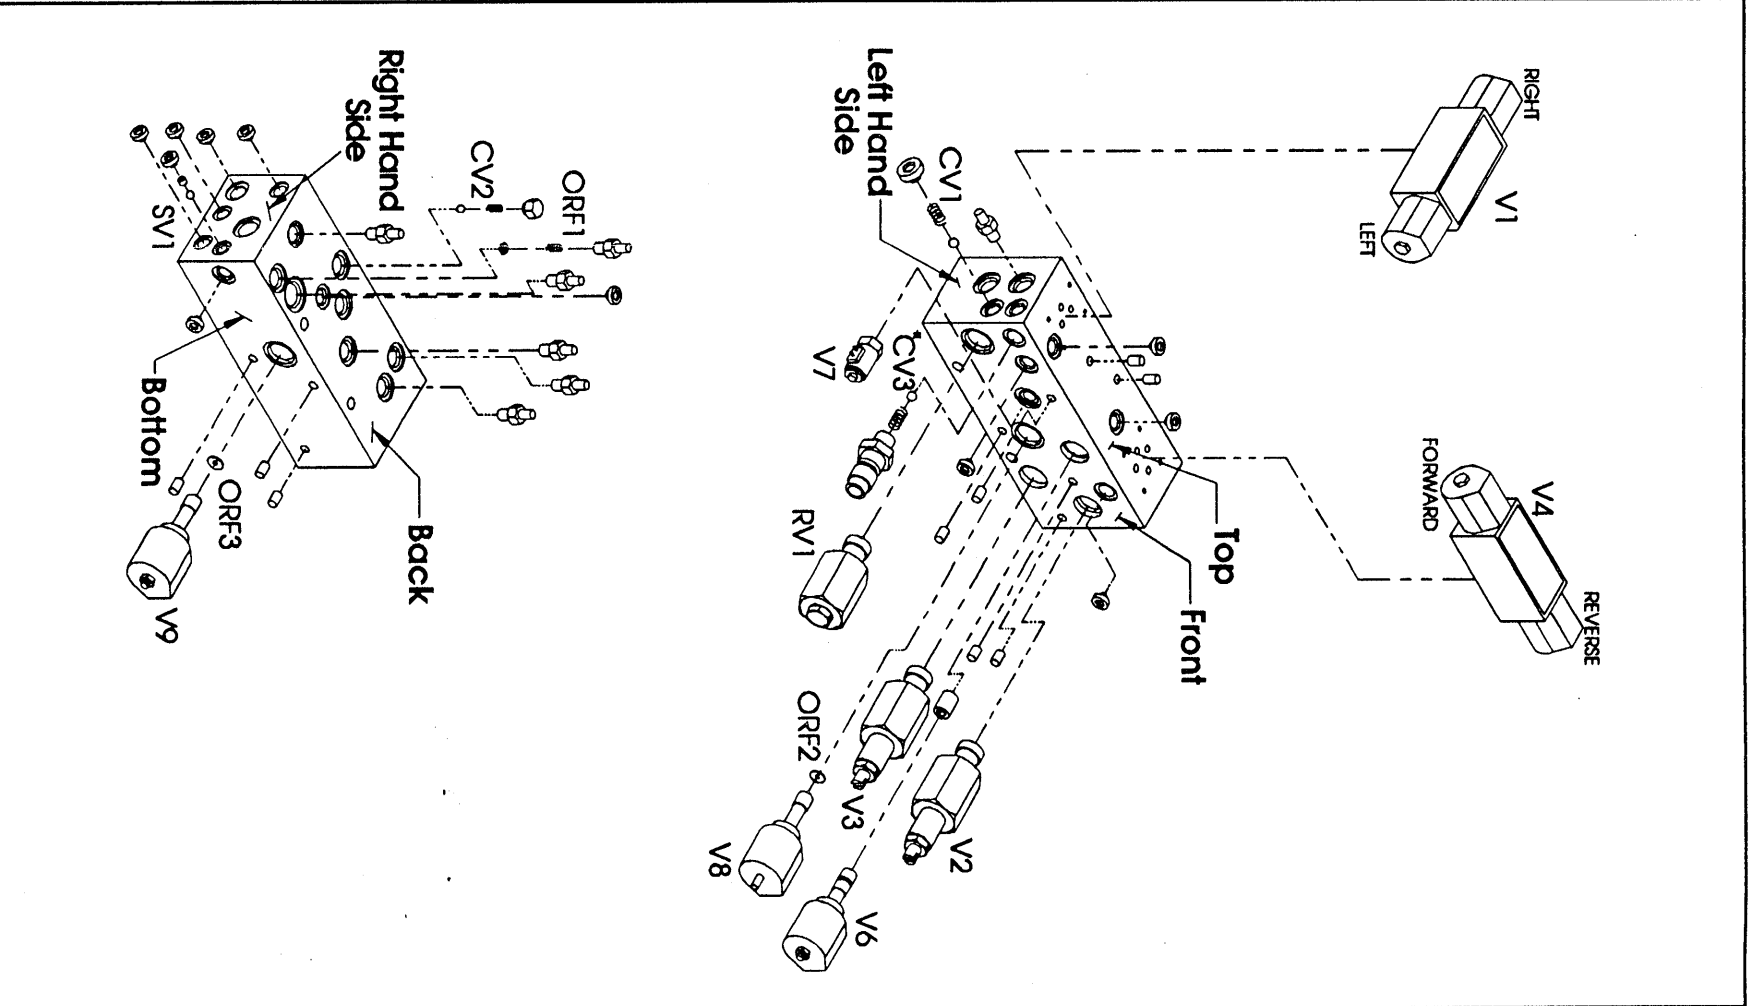 RIGHT
V1
LEFT
V4
FORWARD
REVERSE
Left Hand
Side
CV1
V7
*CV3
RV1
Top
Front
ORF2
V3
V2
V8
V6
Right Hand
Side
CV2
ORF1
SV1
Bottom
Back
ORF3
V9